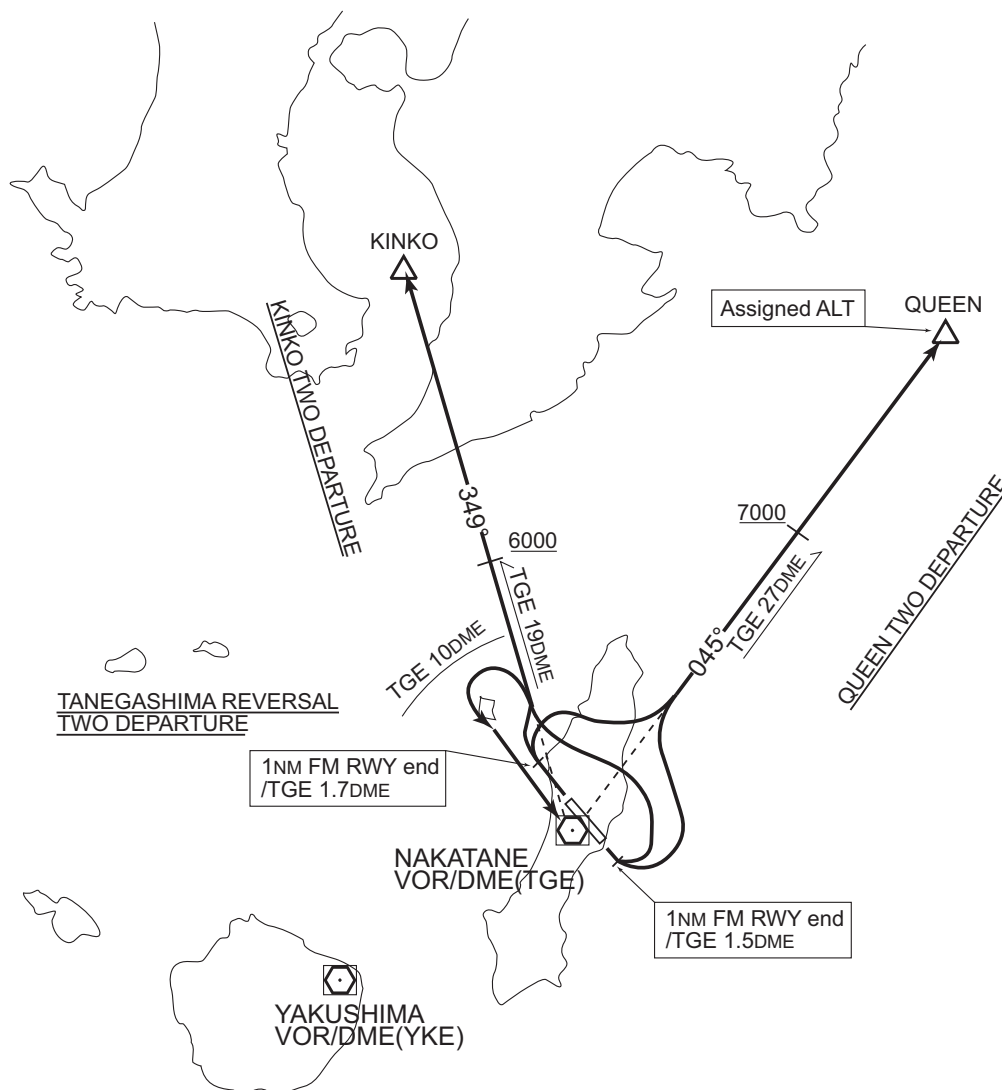 KINKO
Assigned ALT
QUEEN
KINKO TWO DEPARTURE
349°
6000
TGE 19DME
7000
TGE 27DME
045°
QUEEN TWO DEPARTURE
TGE 10DME
TANEGASHIMA REVERSAL
TWO DEPARTURE
1NM FM RWY end
/TGE 1.7DME
NAKATANE
VOR/DME(TGE)
1NM FM RWY end
/TGE 1.5DME
YAKUSHIMA
VOR/DME(YKE)